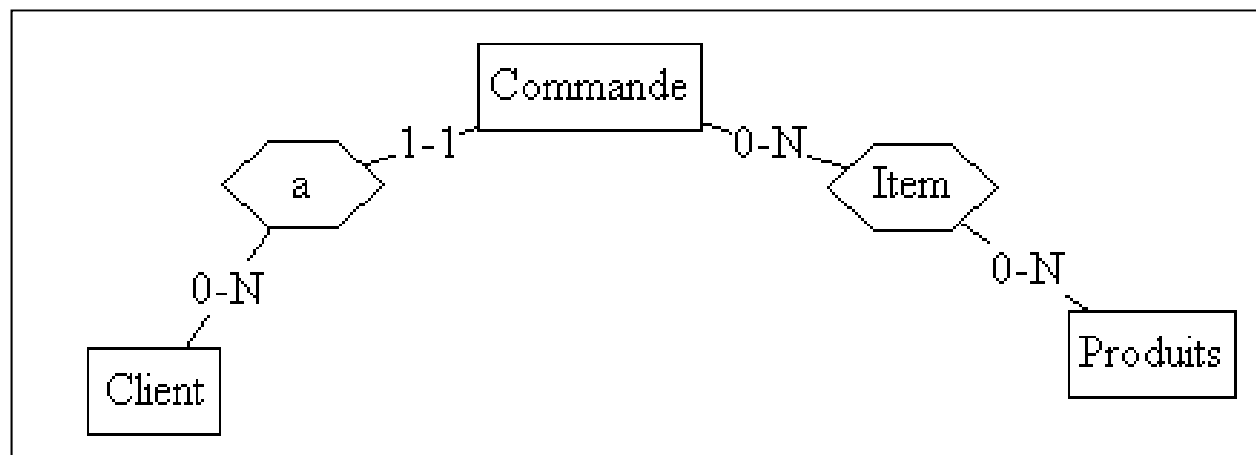 Commande
1-1
0-N
a
Item
0-N
0-N
Client
Produits